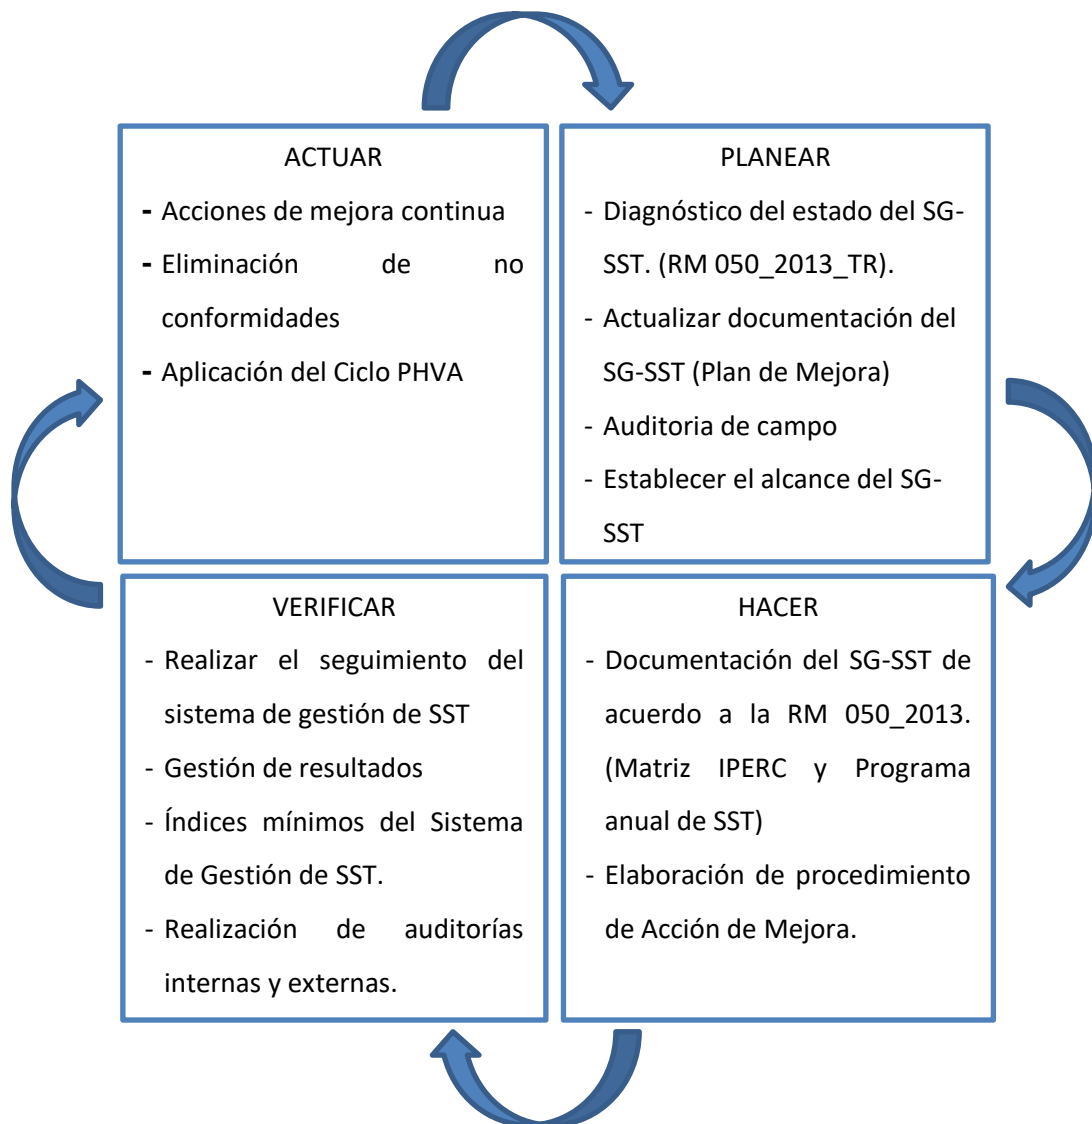 ACTUAR
- Acciones de mejora continua
- Eliminación de no
conformidades
- Aplicación del Ciclo PHVA
PLANEAR
- Diagnóstico del estado del SG-
SST. (RM 050_2013_TR).
- Actualizar documentación del
SG-SST (Plan de Mejora)
- Auditoria de campo
- Establecer el alcance del SG-
SST
VERIFICAR
- Realizar el seguimiento del
sistema de gestión de SST
- Gestión de resultados
- Índices mínimos del Sistema
de Gestión de SST.
- Realización de auditorías
internas y externas.
HACER
- Documentación del SG-SST de
acuerdo a la RM 050_2013.
(Matriz IPERC y Programa
anual de SST)
- Elaboración de procedimiento
de Acción de Mejora.